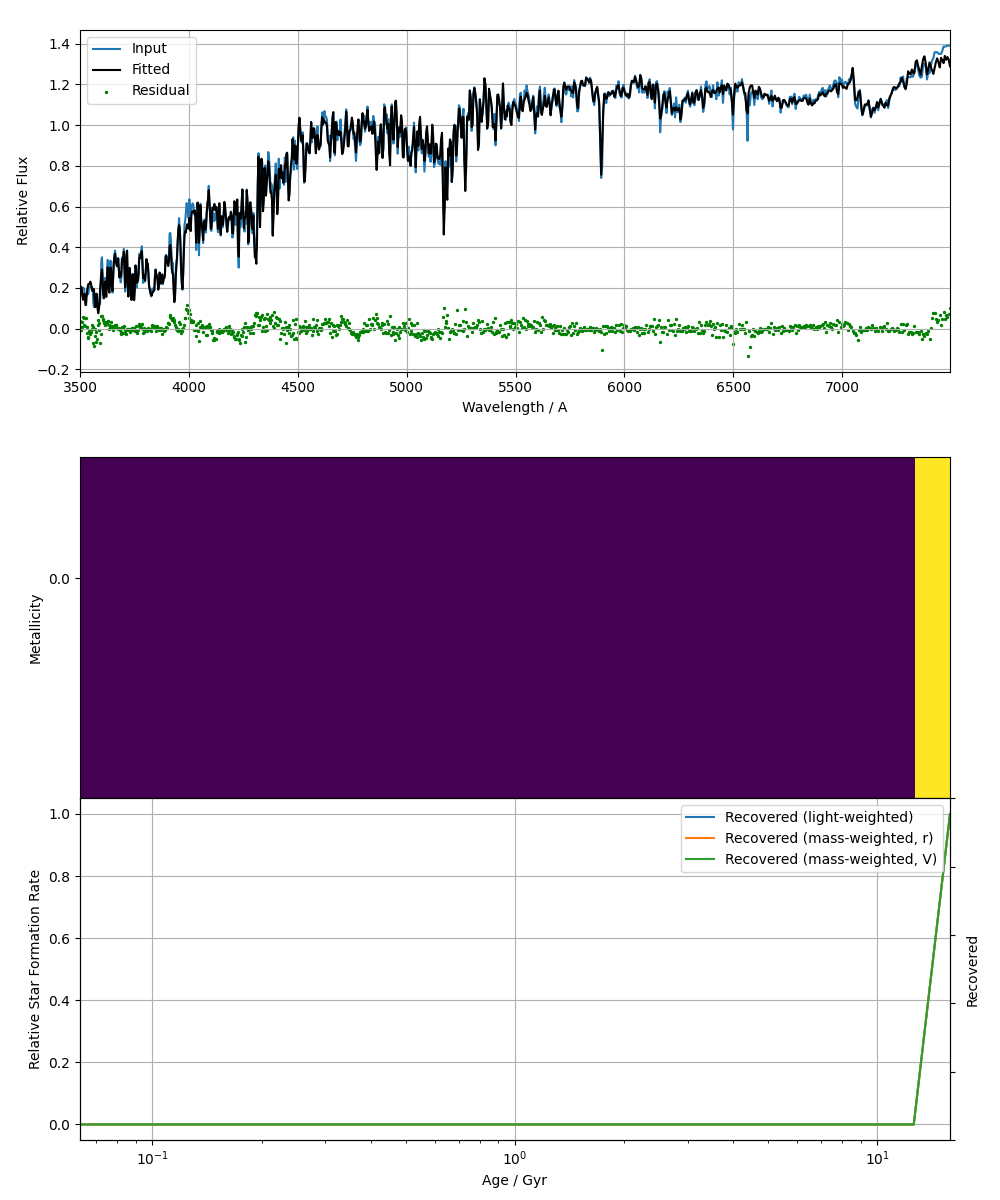 1.4
1.2
1.0
0.8
0.6
0.4
0.2
0.0
−0.2
Relative Flux
Input
Fitted
Residual
3500 4000 4500 5000 5500 6000 6500 7000
Wavelength / A
0.0
Metallicity
1.0
0.8
0.6
0.4
0.2
0.0
Relative Star Formation Rate
Recovered (light-weighted)
Recovered (mass-weighted, r)
Recovered (mass-weighted, V)
Recovered
10⁻¹ 10⁰ 10¹
Age / Gyr